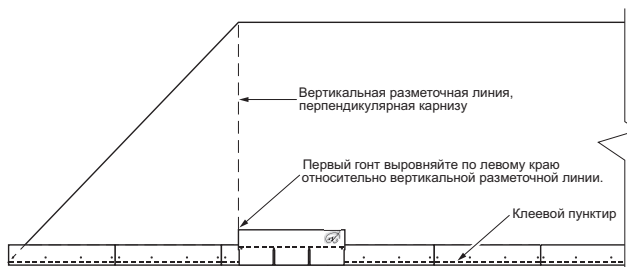 Вертикальная разметочная линия,
перпендикулярная карнизу
Первый гонт выровняйте по левому краю
относительно вертикальной разметочной линии.
Клеевой пунктир